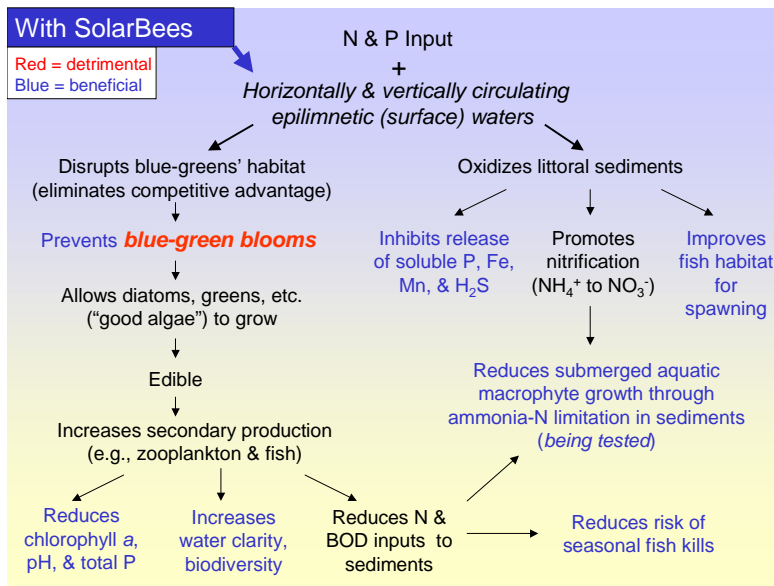 With SolarBees
Red = detrimental
Blue = beneficial
N & P Input
+
Horizontally & vertically circulating
epilimnetic (surface) waters
Disrupts blue-greens’ habitat
(eliminates competitive advantage)
Prevents blue-green blooms
Allows diatoms, greens, etc.
(“good algae”) to grow
Edible
Increases secondary production
(e.g., zooplankton & fish)
Reduces
chlorophyll a,
pH, & total P
Increases
water clarity,
biodiversity
Reduces N &
BOD inputs to
sediments
Oxidizes littoral sediments
Inhibits release
of soluble P, Fe,
Mn, & H₂S
Promotes
nitrification
(NH₄⁺ to NO₃⁻)
Improves
fish habitat
for
spawning
Reduces submerged aquatic
macrophyte growth through
ammonia-N limitation in sediments
(being tested)
Reduces risk of
seasonal fish kills